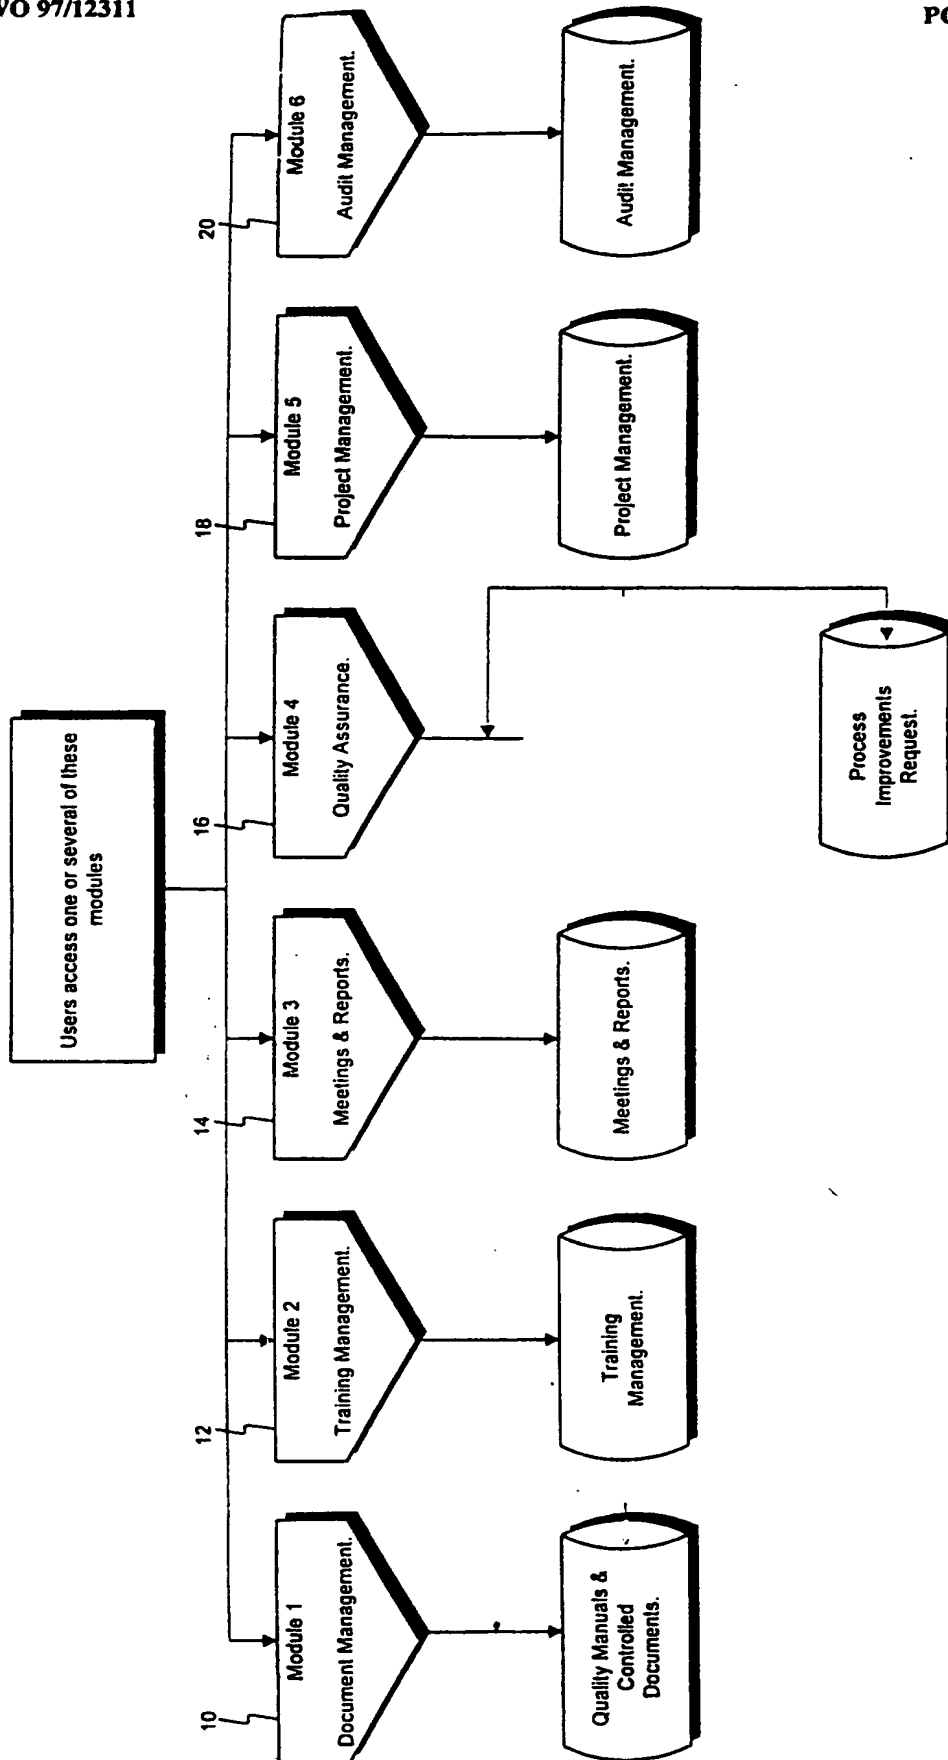 WO 97/12311
PC
Users access one or several of these
modules
10
Module 1
Document Management.
12
Module 2
Training Management.
14
Module 3
Meetings & Reports.
16
Module 4
Quality Assurance.
18
Module 5
Project Management.
20
Module 6
Audit Management.
Quality Manuals &
Controlled
Documents.
Training
Management.
Meetings & Reports.
Process
Improvements
Request.
Project Management.
Audit Management.